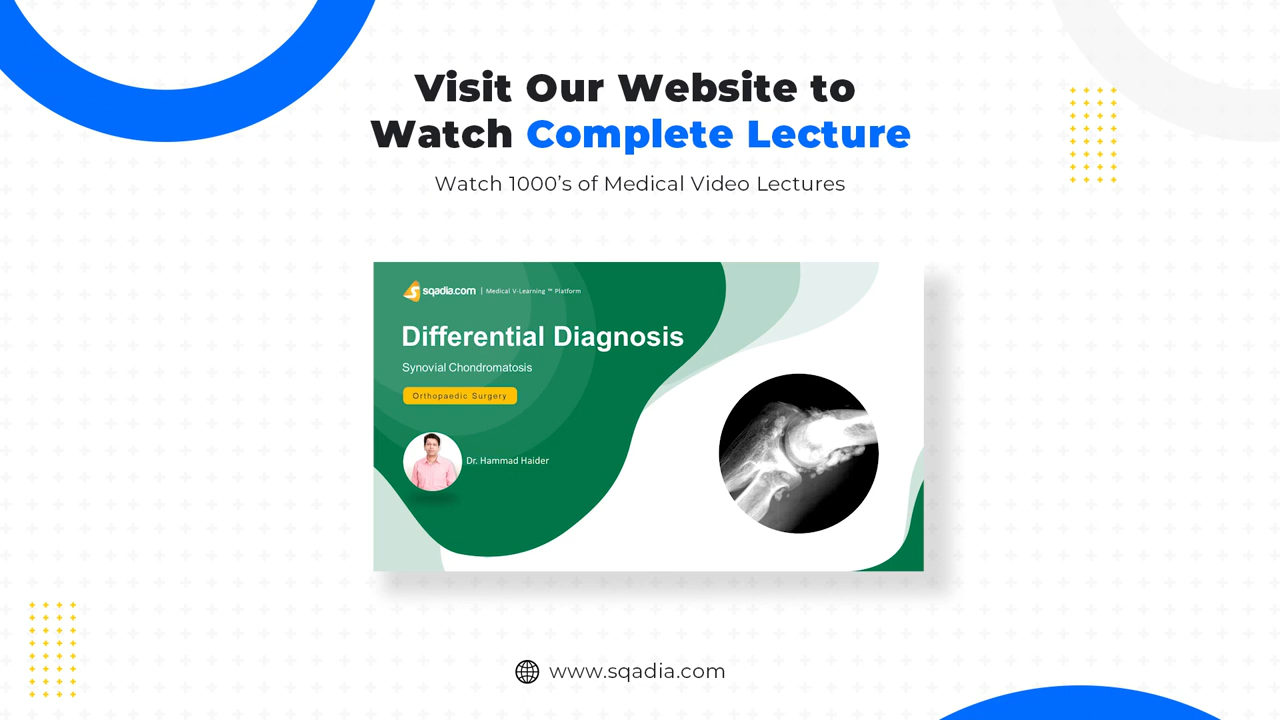 Visit Our Website to
Watch Complete Lecture
Watch 1000's of Medical Video Lectures
sqadia.com | Medical V-Learning ™ Platform
Differential Diagnosis
Synovial Chondromatosis
Orthopaedic Surgery
Dr. Hammad Haider
www.sqadia.com